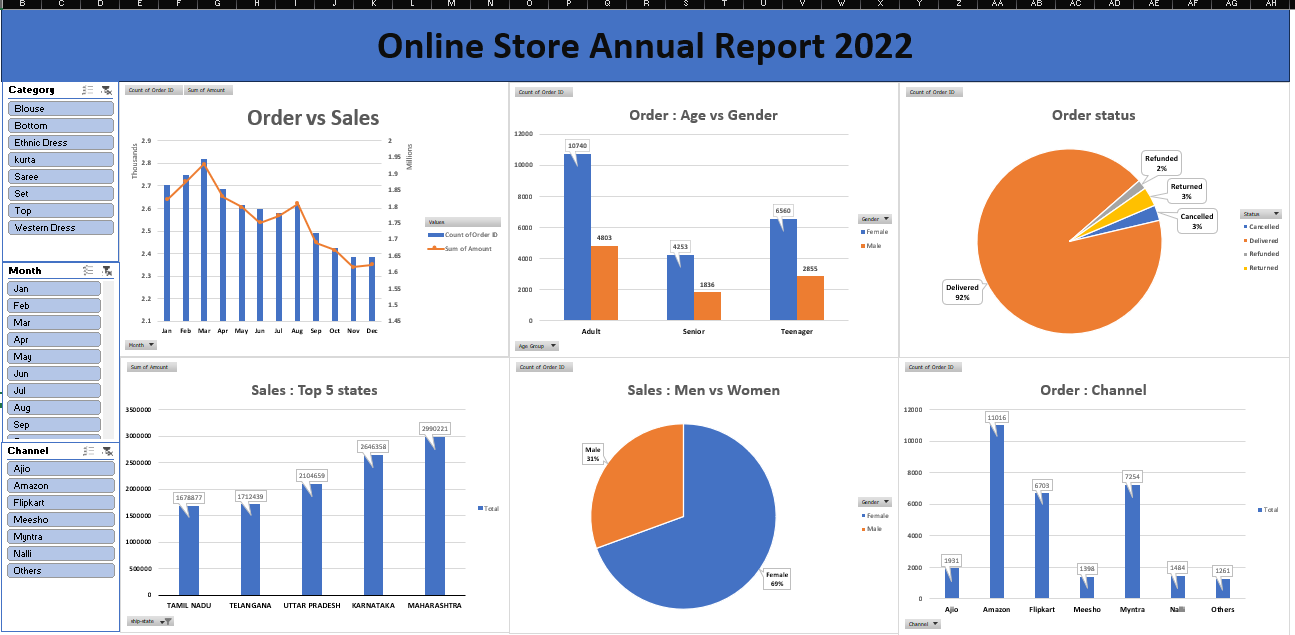 B C D E F G H I J K L M N O P Q R S T U V W X Y Z AA AB AC AD AE AF AG AH
Online Store Annual Report 2022
Category
Blouse
Bottom
Ethnic Dress
kurta
Saree
Set
Top
Western Dress
Month
Jan
Feb
Mar
Apr
May
Jun
Jul
Aug
Sep
Channel
Ajio
Amazon
Flipkart
Meesho
Myntra
Nalli
Others
Count of Order ID Sum of Amount
Order vs Sales
Thousands
Millions
2.9
2.8
2.7
2.6
2.5
2.4
2.3
2.2
2.1
2
1.95
1.9
1.85
1.8
1.75
1.7
1.65
1.6
1.55
1.5
1.45
Jan Feb Mar Apr May Jun Jul Aug Sep Oct Nov Dec
Values
Count of Order ID
Sum of Amount
Month
Count of Order ID
Order : Age vs Gender
12000
10000
8000
6000
4000
2000
0
10740
4803
4253
1836
6560
2855
Adult Senior Teenager
Gender
Female
Male
Age Group
Count of Order ID
Order status
Refunded
2%
Returned
3%
Cancelled
3%
Delivered
92%
Status
Cancelled
Delivered
Refunded
Returned
Sum of Amount
Sales : Top 5 states
3500000
3000000
2500000
2000000
1500000
1000000
500000
0
1678877
1712439
2104659
2646358
2990221
TAMIL NADU TELANGANA UTTAR PRADESH KARNATAKA MAHARASHTRA
Total
ship-state
Count of Order ID
Sales : Men vs Women
Male
31%
Female
69%
Gender
Female
Male
Count of Order ID
Order : Channel
12000
10000
8000
6000
4000
2000
0
1931
11016
6703
1398
7254
1484
1261
Ajio Amazon Flipkart Meesho Myntra Nalli Others
Total
Channel